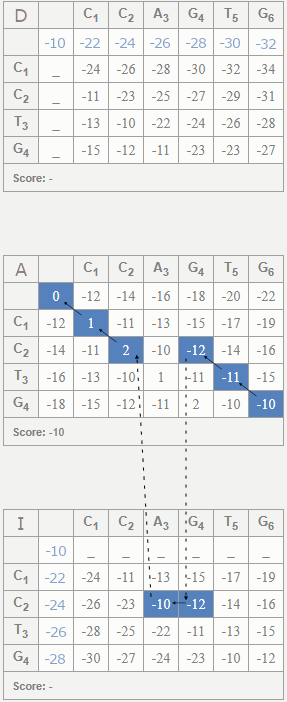 D C1 C2 A3 G4 T5 G6
-10 -22 -24 -26 -28 -30 -32
C1 _ -24 -26 -28 -30 -32 -34
C2 _ -11 -23 -25 -27 -29 -31
T3 _ -13 -10 -22 -24 -26 -28
G4 _ -15 -12 -11 -23 -23 -27
Score: -
A C1 C2 A3 G4 T5 G6
0 -12 -14 -16 -18 -20 -22
C1 -12 1 -11 -13 -15 -17 -19
C2 -14 -11 2 -10 -12 -14 -16
T3 -16 -13 -10 1 -11 -11 -15
G4 -18 -15 -12 -11 2 -10 -10
Score: -10
I C1 C2 A3 G4 T5 G6
-10 _ _ _ _ _ _
C1 -22 -24 -11 -13 -15 -17 -19
C2 -24 -26 -23 -10 -12 -14 -16
T3 -26 -28 -25 -22 -11 -13 -15
G4 -28 -30 -27 -24 -23 -10 -12
Score: -